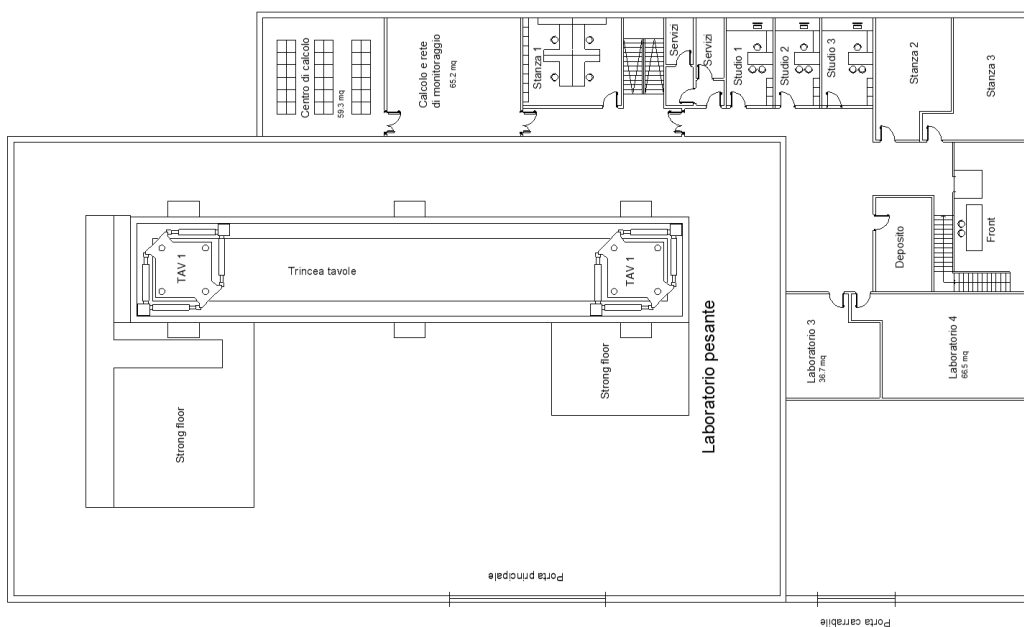 Centro di calcolo
59.3 mq
Calcolo e rete
di monitoraggio
65.2 mq
Stanza 1
Servizi
Servizi
Studio 1
Studio 2
Studio 3
Stanza 2
Stanza 3
TAV 1
Trincea tavole
TAV 1
Deposito
Front
Strong floor
Strong floor
Laboratorio pesante
Laboratorio 3
36.7 mq
Laboratorio 4
66.5 mq
Porta principale
Porta carrabile